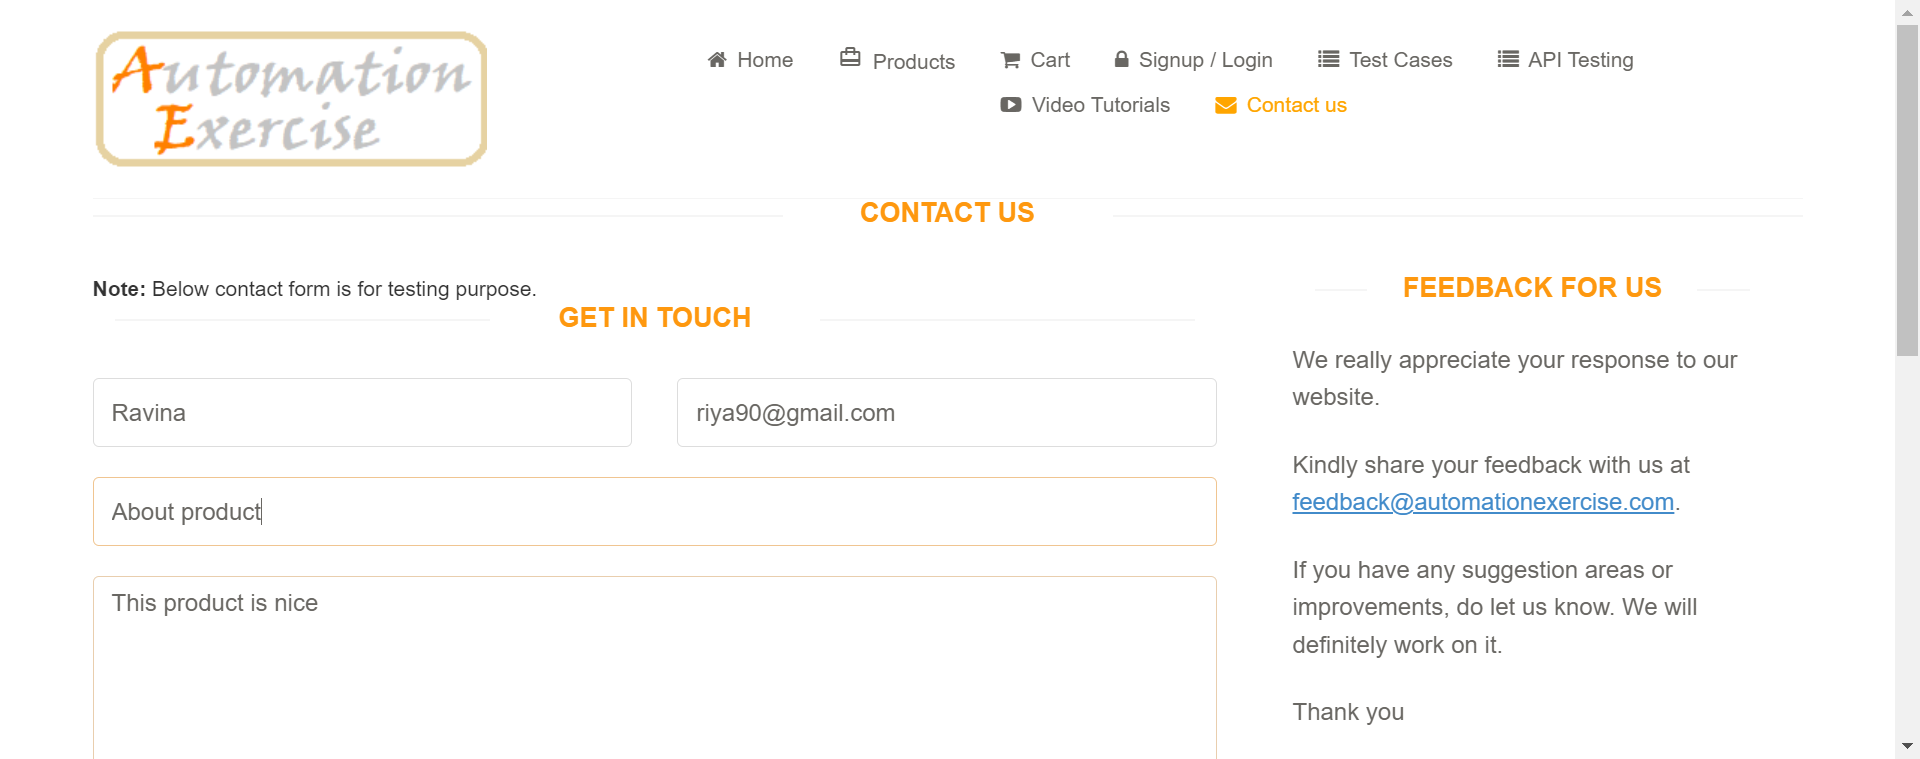 Automation
Exercise
Home Products Cart Signup / Login Test Cases API Testing
Video Tutorials Contact us
CONTACT US
Note: Below contact form is for testing purpose.
GET IN TOUCH
Ravina
riya90@gmail.com
About product
This product is nice
FEEDBACK FOR US
We really appreciate your response to our
website.
Kindly share your feedback with us at
feedback@automationexercise.com.
If you have any suggestion areas or
improvements, do let us know. We will
definitely work on it.
Thank you